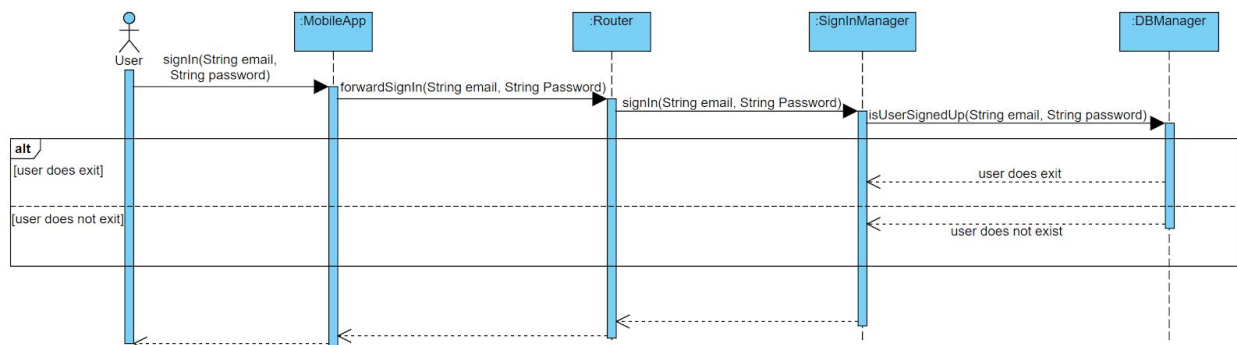 :MobileApp
:Router
:SignInManager
:DBManager
User
signIn(String email,
String password)
forwardSignIn(String email, String Password)
signIn(String email, String Password)
isUserSignedUp(String email, String password)
alt
[user does exit]
user does exit
[user does not exit]
user does not exist